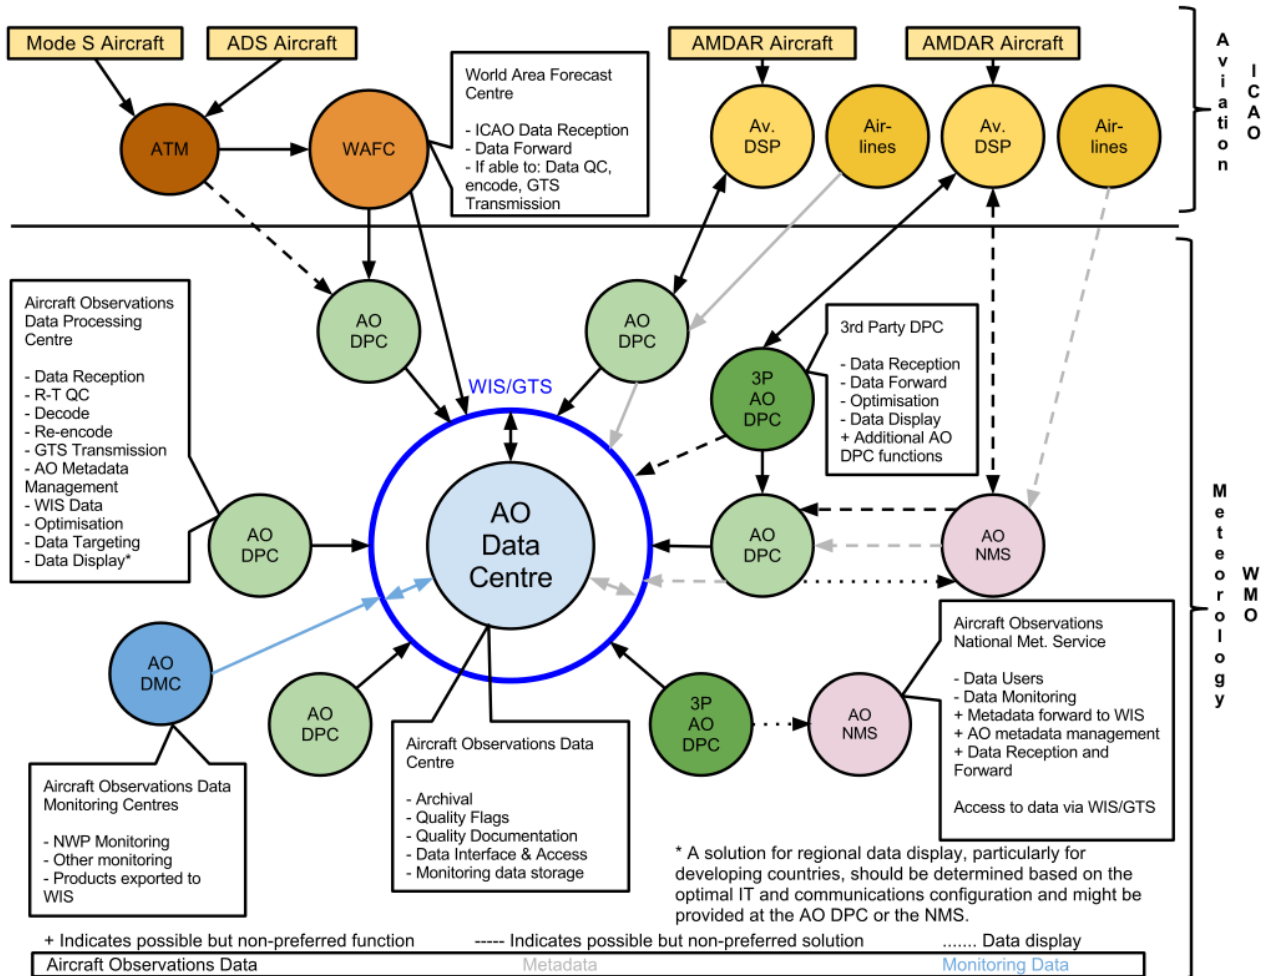 Mode S Aircraft
ADS Aircraft
AMDAR Aircraft
AMDAR Aircraft
Aviation
ICAO
ATM
WAFC
World Area Forecast
Centre
- ICAO Data Reception
- Data Forward
- If able to: Data QC,
encode, GTS
Transmission
Av.
DSP
Air-
lines
Av.
DSP
Air-
lines
Aircraft Observations
Data Processing
Centre
- Data Reception
- R-T QC
- Decode
- Re-encode
- GTS Transmission
- AO Metadata
Management
- WIS Data
- Optimisation
- Data Targeting
- Data Display*
AO
DPC
AO
DPC
3rd Party DPC
- Data Reception
- Data Forward
- Optimisation
- Data Display
+ Additional AO
DPC functions
3P
AO
DPC
WIS/GTS
AO
Data
Centre
AO
DPC
AO
DPC
AO
NMS
Meteorology
WMO
AO
DMC
AO
DPC
3P
AO
DPC
AO
NMS
Aircraft Observations
National Met. Service
- Data Users
- Data Monitoring
+ Metadata forward to WIS
+ AO metadata management
+ Data Reception and
Forward
Access to data via WIS/GTS
Aircraft Observations Data
Monitoring Centres
- NWP Monitoring
- Other monitoring
- Products exported to
WIS
Aircraft Observations Data
Centre
- Archival
- Quality Flags
- Quality Documentation
- Data Interface & Access
- Monitoring data storage
* A solution for regional data display, particularly for
developing countries, should be determined based on the
optimal IT and communications configuration and might be
provided at the AO DPC or the NMS.
+ Indicates possible but non-preferred function
----- Indicates possible but non-preferred solution
....... Data display
Aircraft Observations Data
Metadata
Monitoring Data